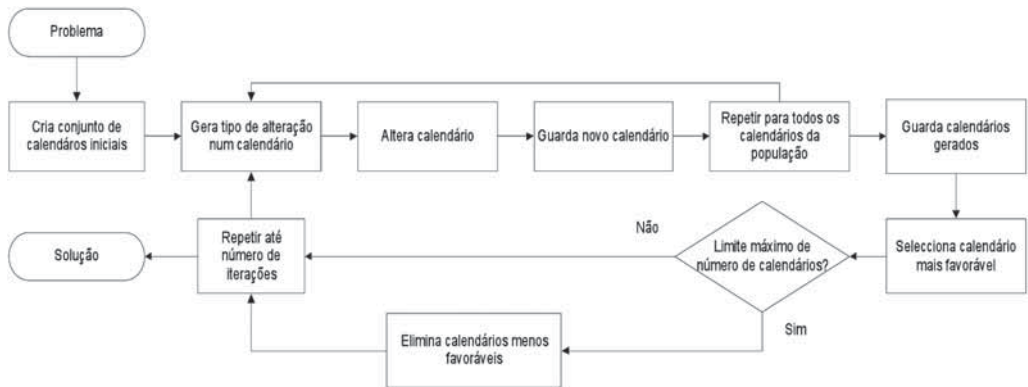 Problema
Cria conjunto de
calendáros iniciais
Gera tipo de alteração
num calendário
Altera calendário
Guarda novo calendário
Repetir para todos os
calendários da
população
Guarda calendários
gerados
Solução
Repetir até
número de
iterações
Não
Limite máximo de
número de calendários?
Selecciona calendário
mais favorável
Sim
Elimina calendários menos
favoráveis